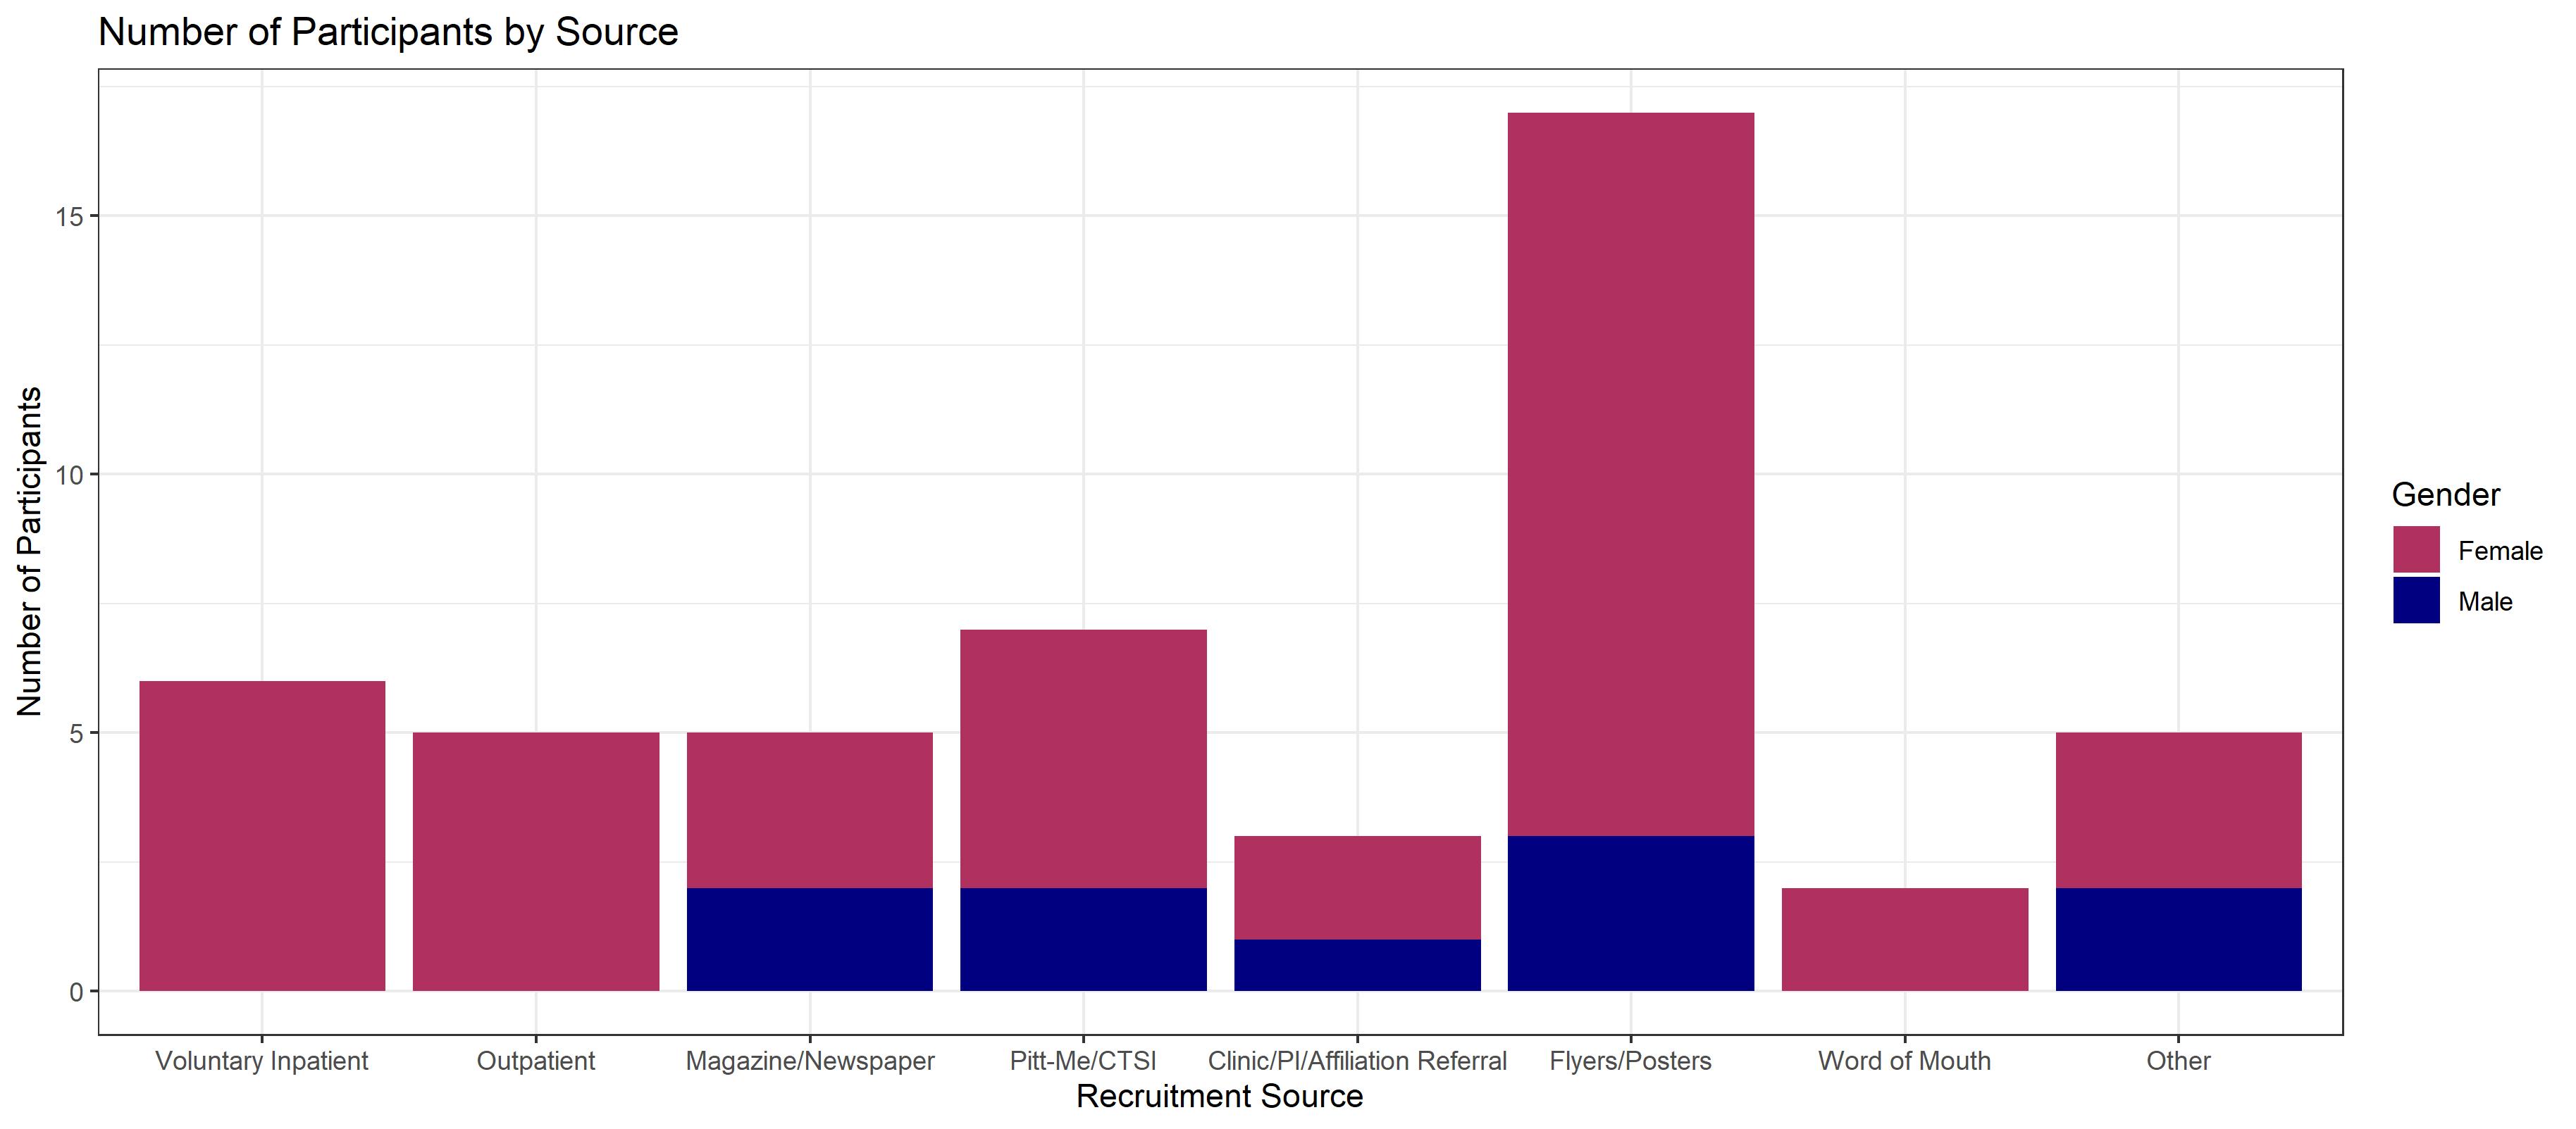 Number of Participants by Source
Number of Participants
15
10
5
0
Voluntary Inpatient
Outpatient
Magazine/Newspaper
Pitt-Me/CTSI
Clinic/PI/Affiliation Referral
Flyers/Posters
Word of Mouth
Other
Recruitment Source
Gender
Female
Male